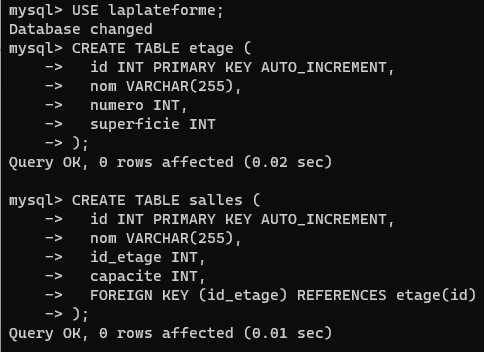 mysql> USE laplateforme;
Database changed
mysql> CREATE TABLE etage (
    ->   id INT PRIMARY KEY AUTO_INCREMENT,
    ->   nom VARCHAR(255),
    ->   numero INT,
    ->   superficie INT
    -> );
Query OK, 0 rows affected (0.02 sec)

mysql> CREATE TABLE salles (
    ->   id INT PRIMARY KEY AUTO_INCREMENT,
    ->   nom VARCHAR(255),
    ->   id_etage INT,
    ->   capacite INT,
    ->   FOREIGN KEY (id_etage) REFERENCES etage(id)
    -> );
Query OK, 0 rows affected (0.01 sec)